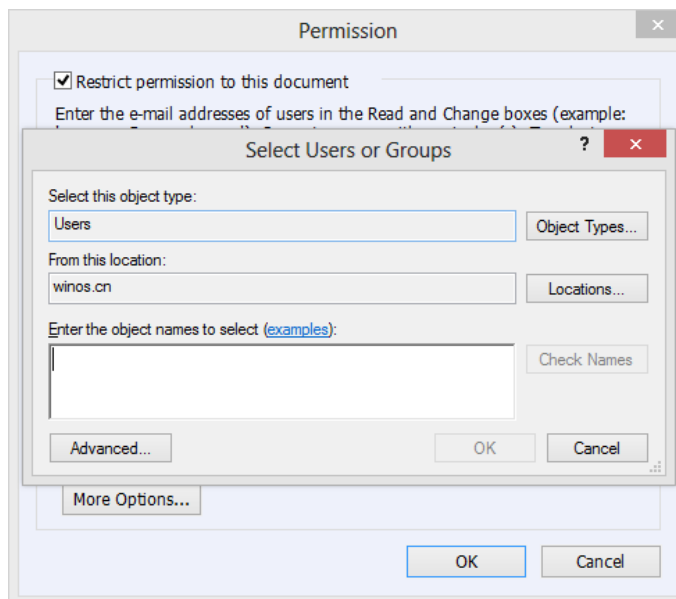 Permission
Restrict permission to this document
Enter the e-mail addresses of users in the Read and Change boxes (example:
Select Users or Groups
?
Select this object type:
Users
Object Types...
From this location:
winos.cn
Locations...
Enter the object names to select (examples):
Check Names
Advanced...
OK
Cancel
More Options...
OK
Cancel